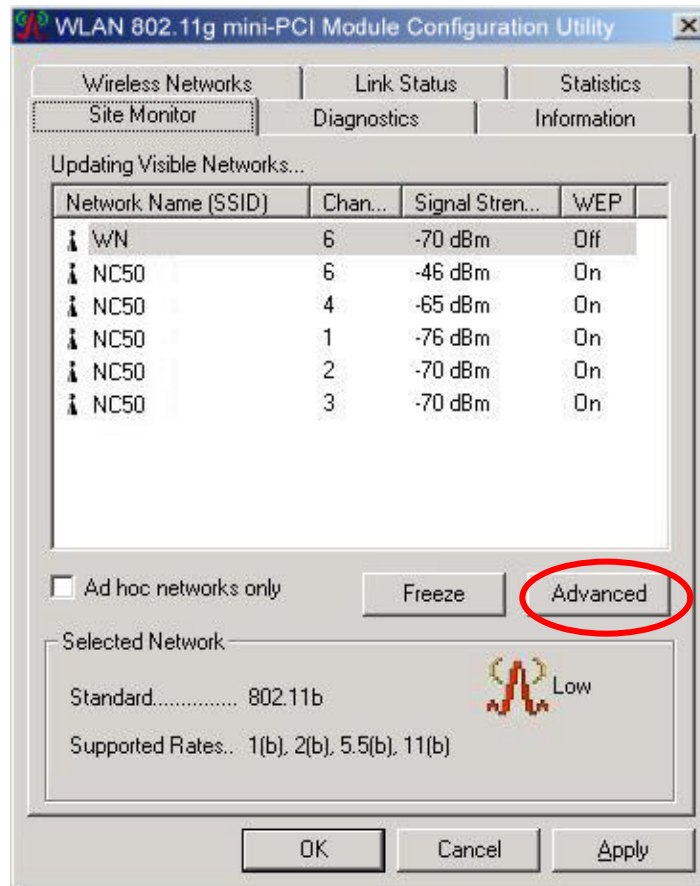 WLAN 802.11g mini-PCI Module Configuration Utility
Wireless Networks Link Status Statistics
Site Monitor Diagnostics Information
Updating Visible Networks...
Network Name (SSID) Chan... Signal Stren... WEP
WN 6 -70 dBm Off
NC50 6 -46 dBm On
NC50 4 -65 dBm On
NC50 1 -76 dBm On
NC50 2 -70 dBm On
NC50 3 -70 dBm On
Ad hoc networks only Freeze Advanced
Selected Network
Low
Standard.............. 802.11b
Supported Rates.. 1(b), 2(b), 5.5(b), 11(b)
OK Cancel Apply